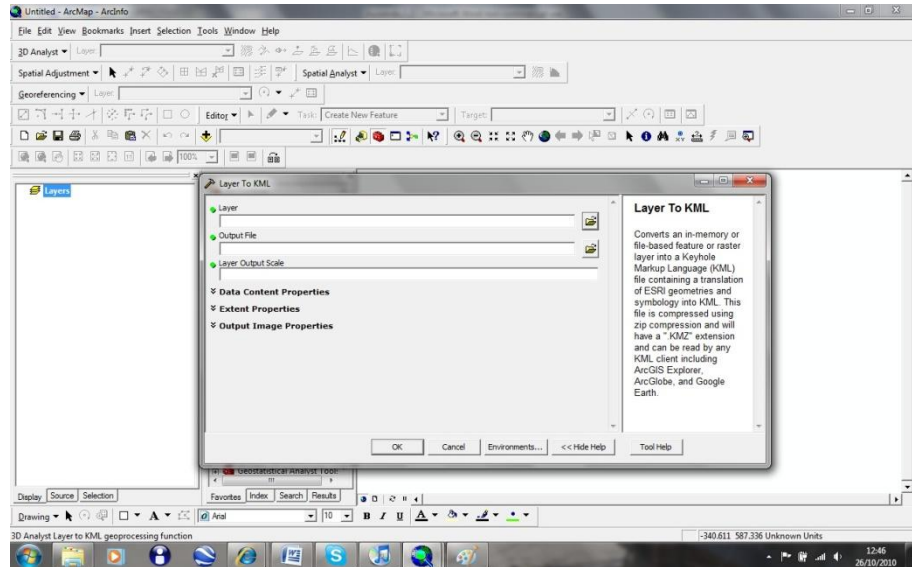 Untitled - ArcMap - ArcInfo
File Edit View Bookmarks Insert Selection Tools Window Help
3D Analyst Layer:
Spatial Adjustment Spatial Analyst Layer:
Georeferencing Layer:
Editor Task: Create New Feature Target:
100%
Layers
Layer To KML
Layer
Output File
Layer Output Scale
Data Content Properties
Extent Properties
Output Image Properties
Layer To KML
Converts an in-memory or
file-based feature or raster
layer into a Keyhole
Markup Language (KML)
file containing a translation
of ESRI geometries and
symbology into KML. This
file is compressed using
zip compression and will
have a ".KMZ" extension
and can be read by any
KML client including
ArcGIS Explorer,
ArcGlobe, and Google
Earth.
OK Cancel Environments... << Hide Help Tool Help
Geostatistical Analyst Tools
Display Source Selection Favorites Index Search Results
Drawing A Arial 10 B I U A
3D Analyst Layer to KML geoprocessing function -340.611 587.336 Unknown Units
12:46
26/10/2010